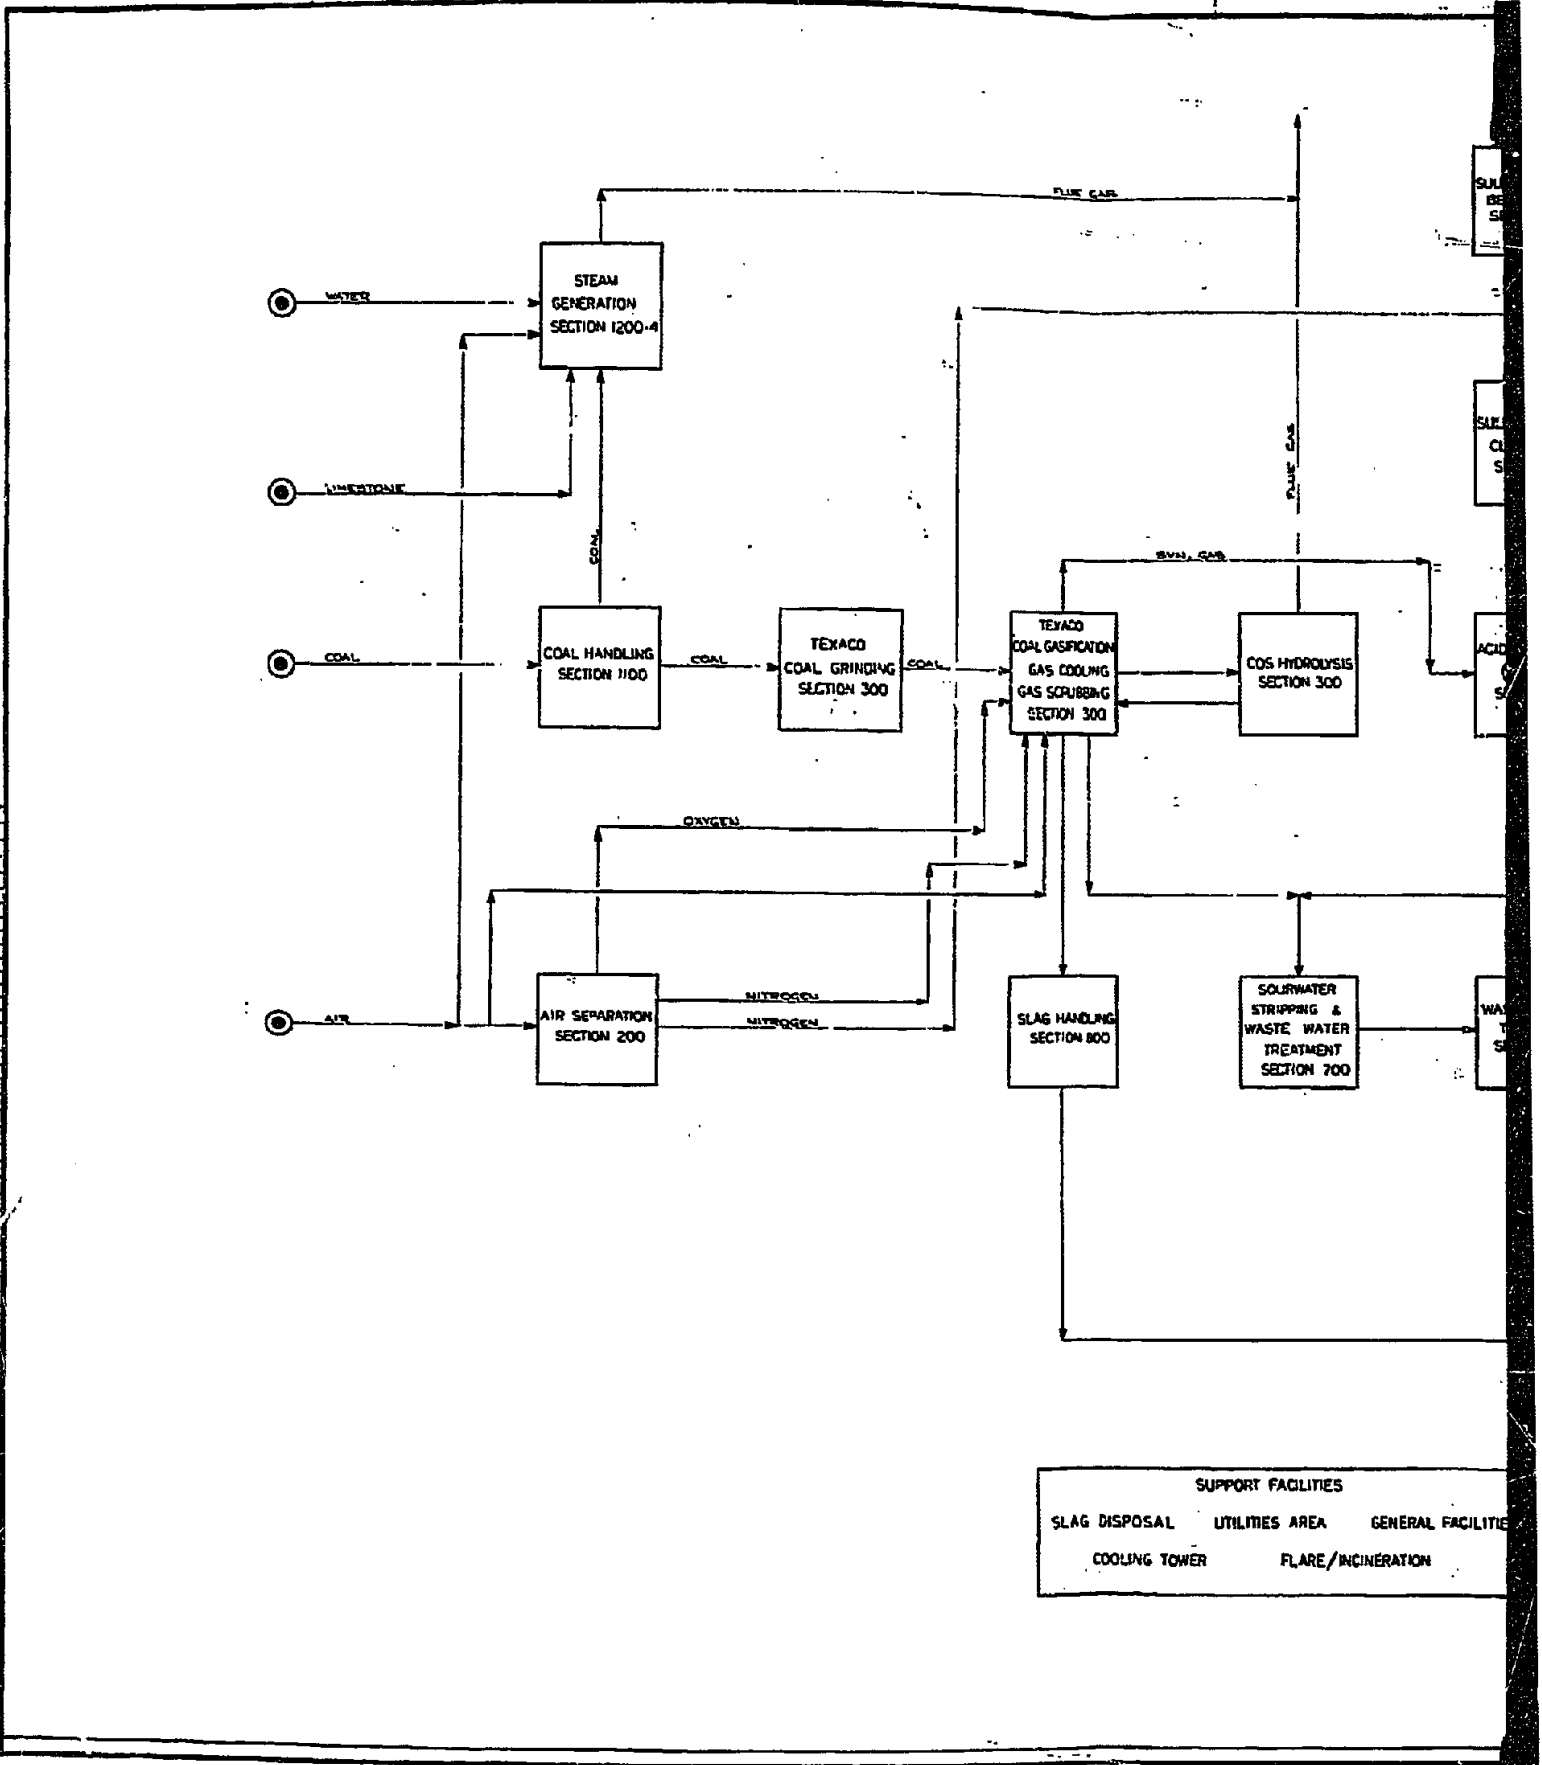 FLUE GAS
STEAM
GENERATION
SECTION 1200-4
WATER
LIMESTONE
COAL
FLUE GAS
SYN. GAS
COAL
COAL HANDLING
SECTION 1100
COAL
TEXACO
COAL GRINDING
SECTION 300
COAL
TEXACO
COAL GASIFICATION
GAS COOLING
GAS SCRUBBING
SECTION 300
COS HYDROLYSIS
SECTION 300
ACID
OXYGEN
AIR
AIR SEPARATION
SECTION 200
NITROGEN
NITROGEN
SLAG HANDLING
SECTION 800
SOURWATER
STRIPPING &
WASTE WATER
TREATMENT
SECTION 700
SUPPORT FACILITIES
SLAG DISPOSAL UTILITIES AREA GENERAL FACILITIE
COOLING TOWER FLARE/INCINERATION